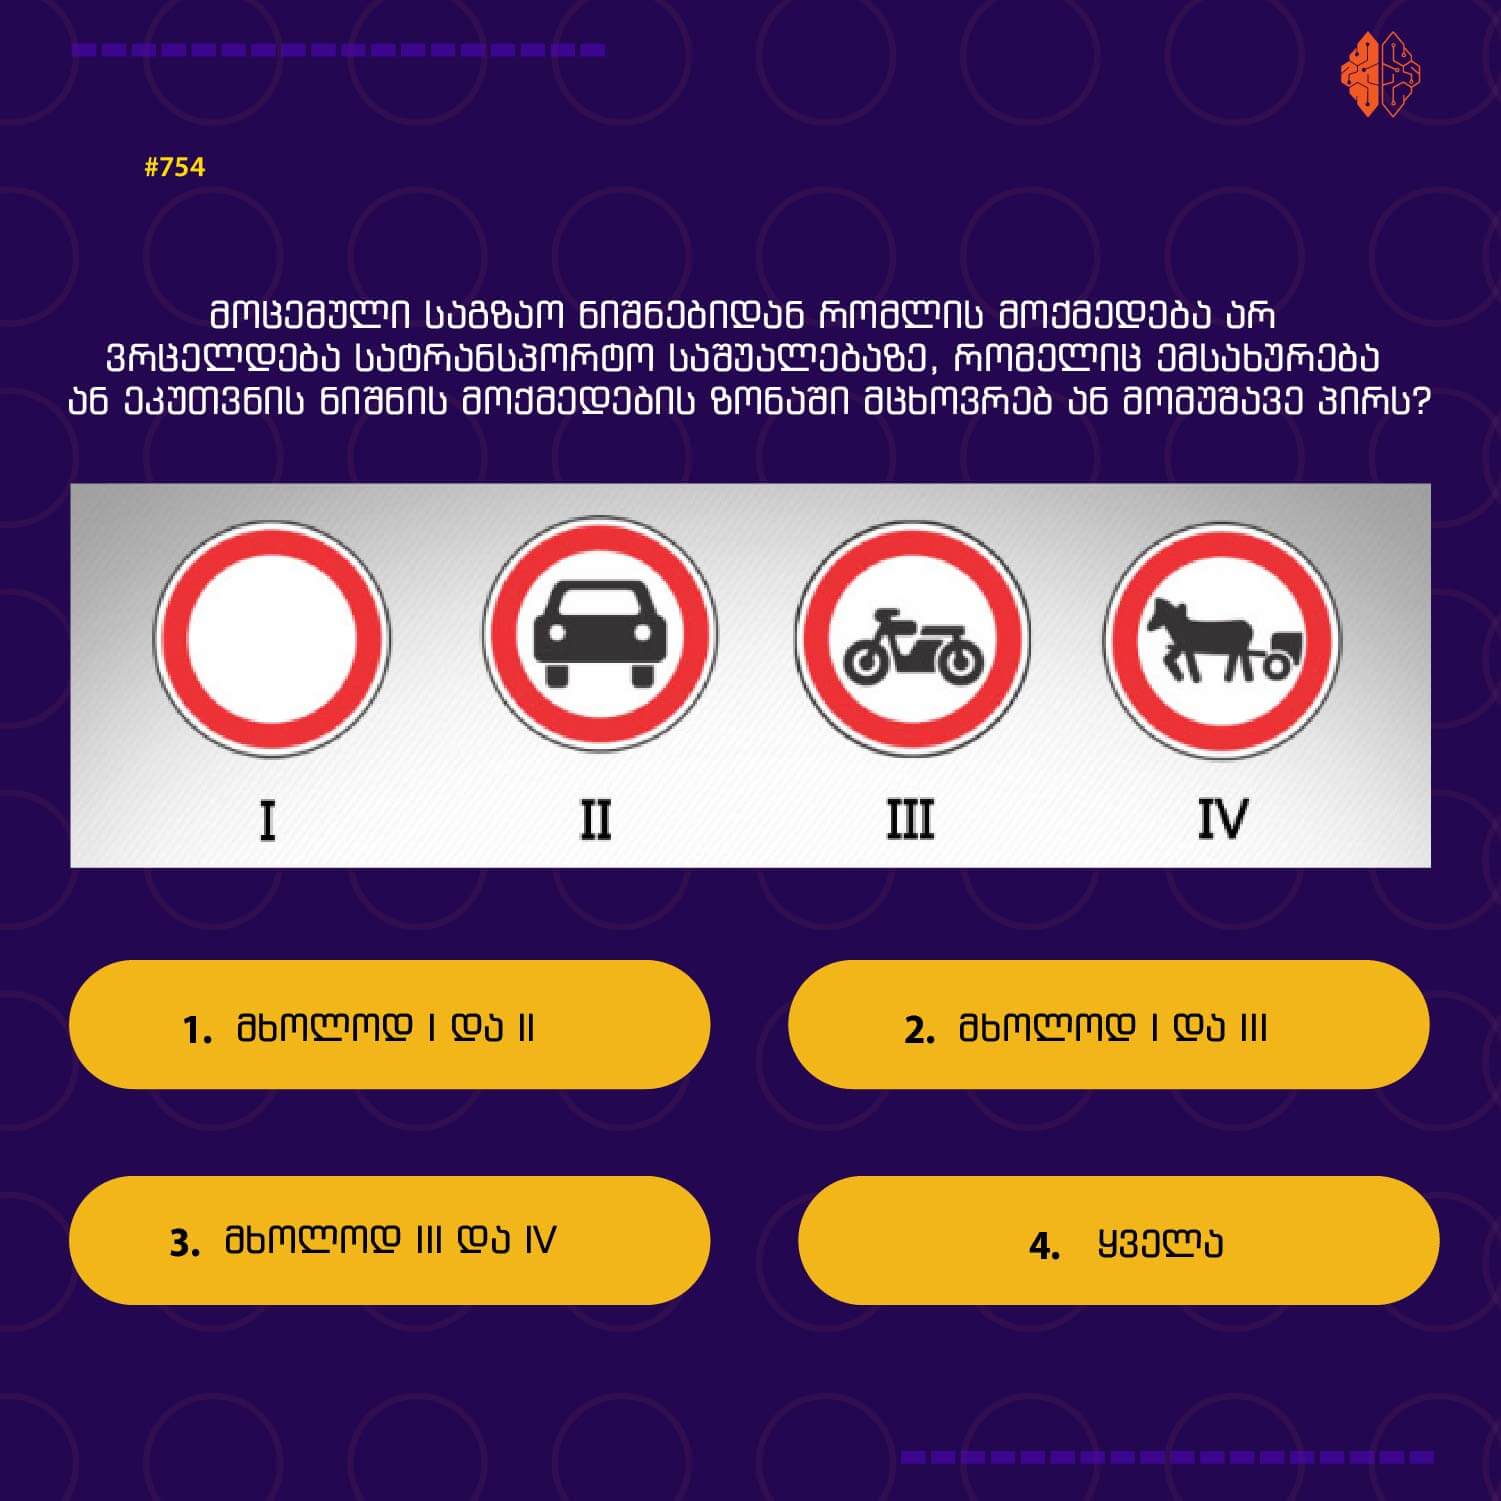 #754
მოცემული საგზაო ნიშნებიდან რომლის მოქმედება არ
ვრცელდება სატრანსპორტო საშუალებაზე, რომელიც ემსახურება
ან ეკუთვნის ნიშნის მოქმედების ზონაში მცხოვრებ ან მომუშავე პირს?
I II III IV
1. მხოლოდ I და II
2. მხოლოდ I და III
3. მხოლოდ III და IV
4. ყველა